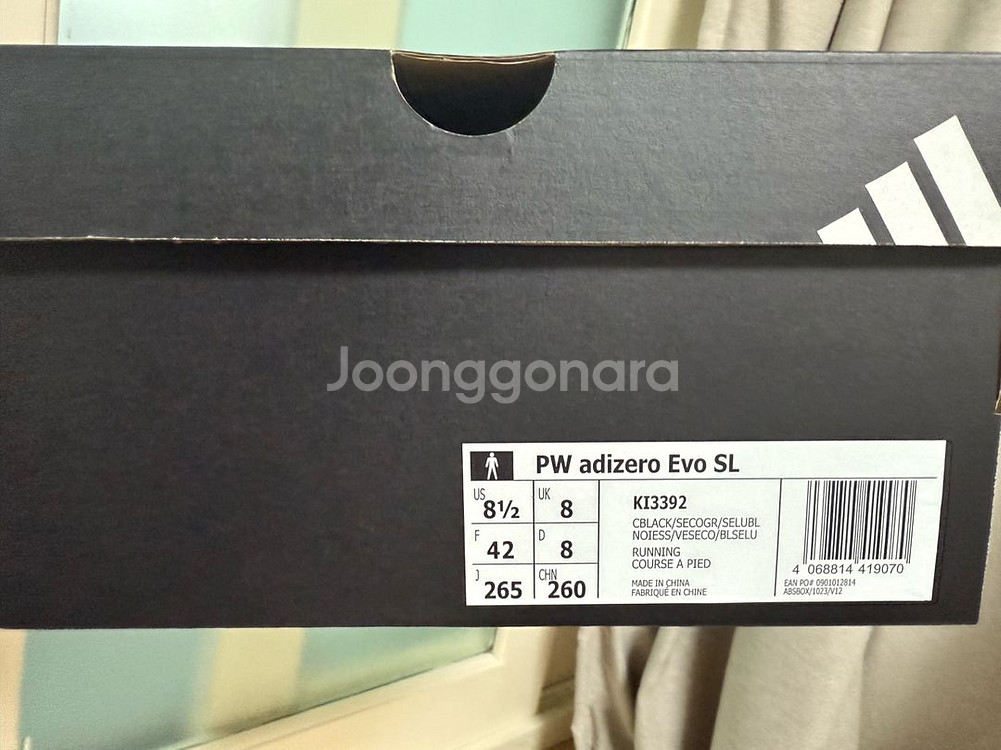 Joonggonara
PW adizero Evo SL
US 8½ UK 8
F 42 D 8
J 265 CHN 260
KI3392
CBLACK/SECOGR/SELUBL
NOIESS/VESECO/BLSELU
RUNNING
COURSE A PIED
MADE IN CHINA
FABRIQUÉ EN CHINE
4 068814 419070
EAN PO# 0901012814
ABSBOX/1023/V12